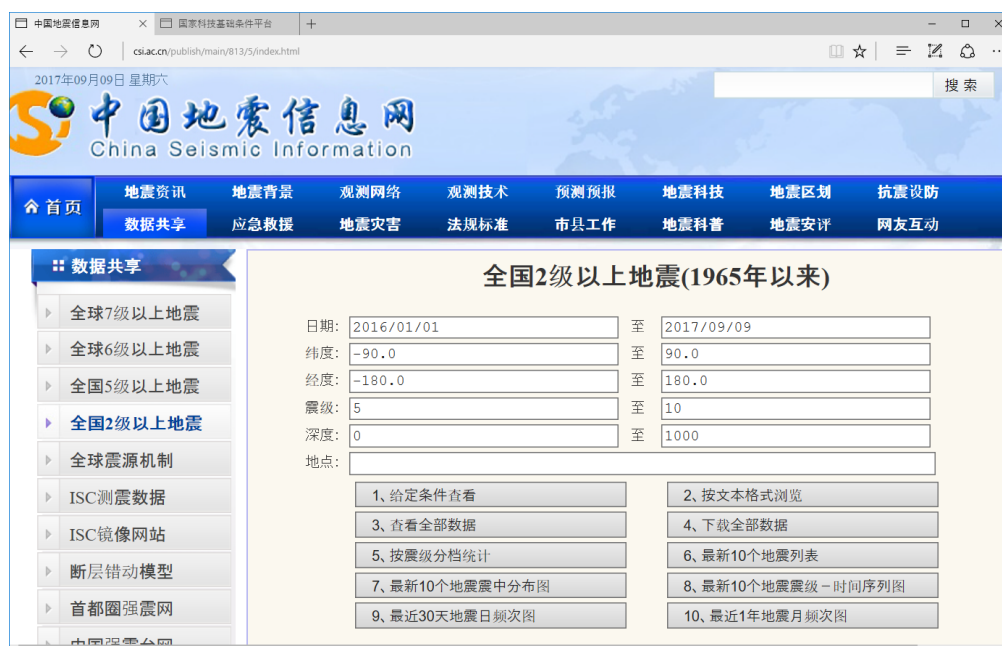 中国地震信息网
国家科技基础条件平台
csi.ac.cn/publish/main/813/5/index.html
2017年09月09日 星期六
搜 索
中国地震信息网
China Seismic Information
首页
地震资讯 地震背景 观测网络 观测技术 预测预报 地震科技 地震区划 抗震设防
数据共享 应急救援 地震灾害 法规标准 市县工作 地震科普 地震安评 网友互动
数据共享
全球7级以上地震
全球6级以上地震
全国5级以上地震
全国2级以上地震
全球震源机制
ISC测震数据
ISC镜像网站
断层错动模型
首都圈强震网
中国强震台网
全国2级以上地震(1965年以来)
日期: 2016/01/01 至 2017/09/09
纬度: -90.0 至 90.0
经度: -180.0 至 180.0
震级: 5 至 10
深度: 0 至 1000
地点:
1、给定条件查看 2、按文本格式浏览
3、查看全部数据 4、下载全部数据
5、按震级分档统计 6、最新10个地震列表
7、最新10个地震震中分布图 8、最新10个地震震级－时间序列图
9、最近30天地震日频次图 10、最近1年地震月频次图